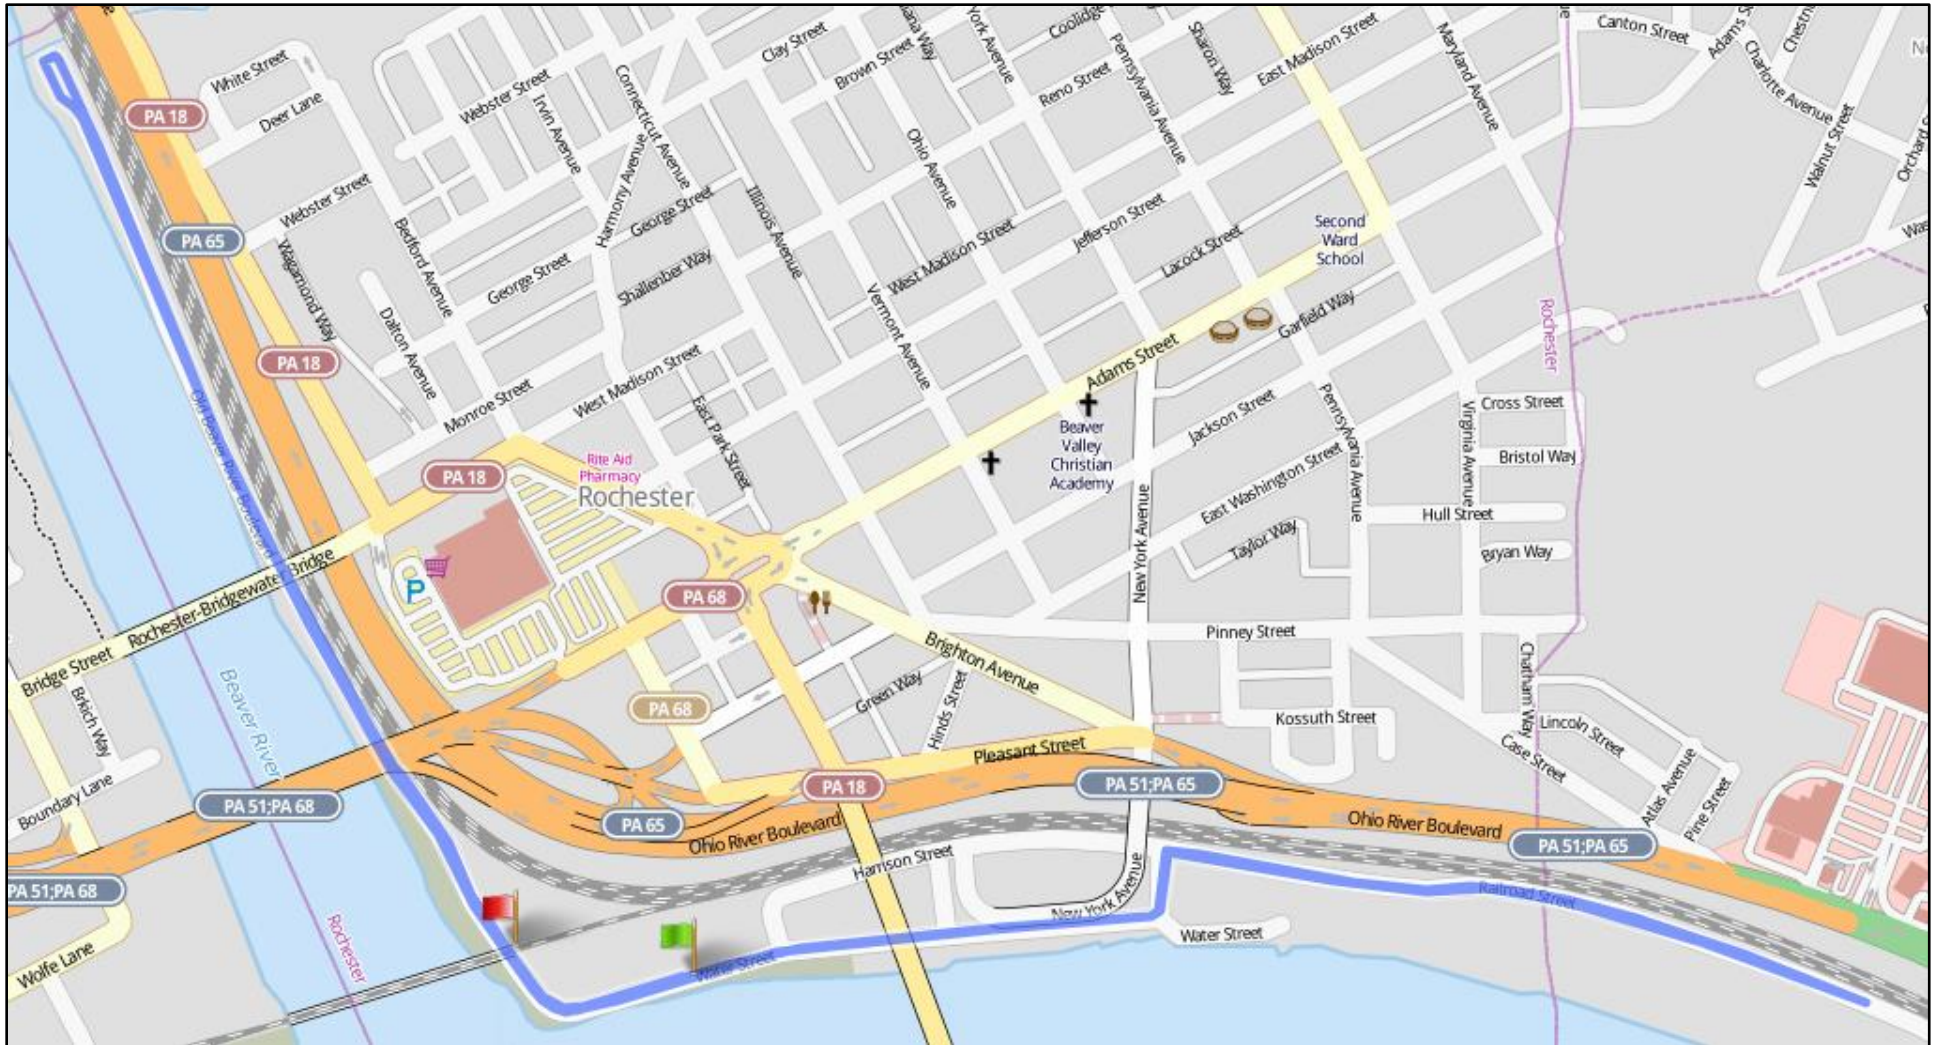 Canton Street
Adams S
Chestn
Clay Street
Coolidge
York Avenue
ana Way
Brown Street
White Street
East Madison Street
Sharon Way
Pennsylvania Avenue
Maryland Avenue
Charlotte Avenue
Walnut Street
Orchard
Deer Lane
Webster Street
Irvin Avenue
Connecticut Avenue
Reno Street
PA 18
Harmony Avenue
Ohio Avenue
Webster Street
George Street
Illinois Avenue
Jefferson Street
Lacock Street
Second
Ward
School
Was
PA 65
Wagamond Way
Bedford Avenue
George Street
Shallenber Way
West Madison Street
Vermont Avenue
Garfield Way
Rochester
Dalton Avenue
PA 18
Adams Street
Monroe Street
West Madison Street
East Park Street
Old Beaver River Boulevard
Beaver
Valley
Christian
Academy
Jackson Street
Pennsylvania Avenue
Virginia Avenue
Cross Street
Bristol Way
PA 18
Rite Aid
Pharmacy
Rochester
New York Avenue
East Washington Street
Hull Street
Taylor Way
Bryan Way
P
Rochester-Bridgewater Bridge
PA 68
Pinney Street
Bridge Street
Brighton Avenue
Brkich Way
Beaver River
PA 68
Green Way
Hinds Street
Kossuth Street
Chatham Way
Lincoln Street
Case Street
Pleasant Street
Atlas Avenue
Pine Street
Boundary Lane
PA 51;PA 68
PA 18
PA 51;PA 65
PA 65
Ohio River Boulevard
Ohio River Boulevard
PA 51;PA 65
Harrison Street
PA 51;PA 68
New York Avenue
New York Avenue
Railroad Street
Water Street
Water Street
Wolfe Lane
Rochester